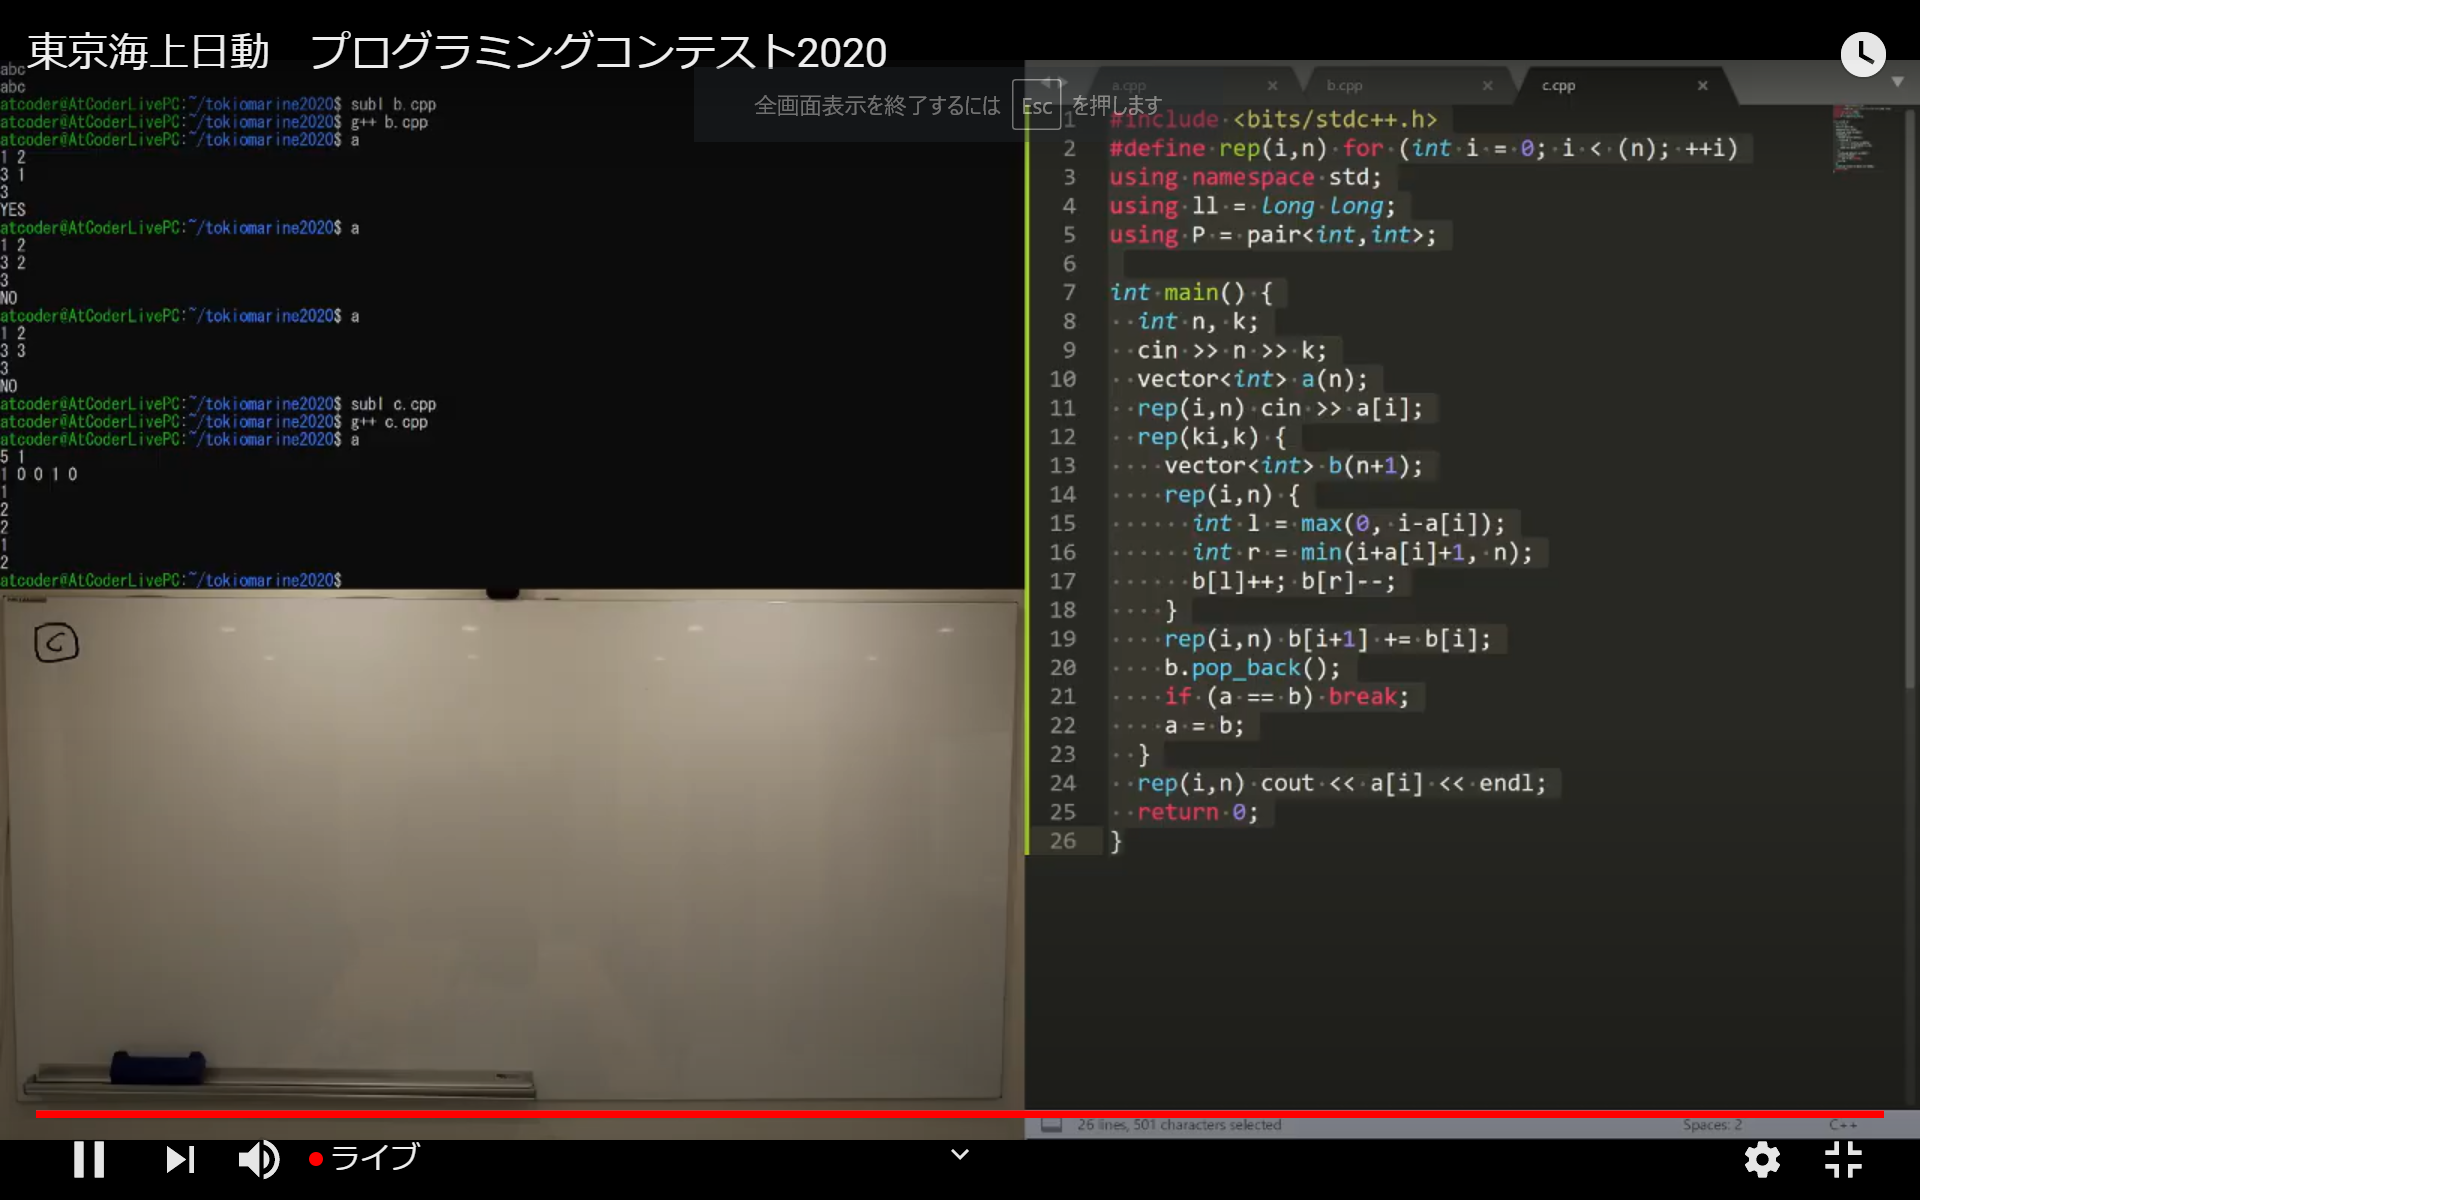 東京海上日動　プログラミングコンテスト2020
全画面表示を終了するには Esc を押します
abc
abc
atcoder@AtCoderLivePC:~/tokiomarine2020$ subl b.cpp
atcoder@AtCoderLivePC:~/tokiomarine2020$ g++ b.cpp
atcoder@AtCoderLivePC:~/tokiomarine2020$ a
1 2
3 1
3
YES
atcoder@AtCoderLivePC:~/tokiomarine2020$ a
1 2
3 2
3
NO
atcoder@AtCoderLivePC:~/tokiomarine2020$ a
1 2
3 3
3
NO
atcoder@AtCoderLivePC:~/tokiomarine2020$ subl c.cpp
atcoder@AtCoderLivePC:~/tokiomarine2020$ g++ c.cpp
atcoder@AtCoderLivePC:~/tokiomarine2020$ a
5 1
1 0 0 1 0
1
2
2
1
2
atcoder@AtCoderLivePC:~/tokiomarine2020$
C
a.cpp b.cpp c.cpp
1 #include <bits/stdc++.h>
2 #define rep(i,n) for (int i = 0; i < (n); ++i)
3 using namespace std;
4 using ll = long long;
5 using P = pair<int,int>;
6
7 int main() {
8   int n, k;
9   cin >> n >> k;
10   vector<int> a(n);
11   rep(i,n) cin >> a[i];
12   rep(ki,k) {
13     vector<int> b(n+1);
14     rep(i,n) {
15       int l = max(0, i-a[i]);
16       int r = min(i+a[i]+1, n);
17       b[l]++; b[r]--;
18     }
19     rep(i,n) b[i+1] += b[i];
20     b.pop_back();
21     if (a == b) break;
22     a = b;
23   }
24   rep(i,n) cout << a[i] << endl;
25   return 0;
26 }
26 lines, 501 characters selected Spaces: 2 C++
ライブ